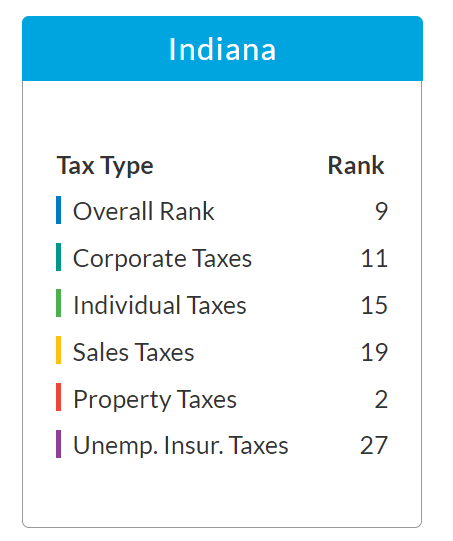 Indiana
Tax Type Rank
Overall Rank 9
Corporate Taxes 11
Individual Taxes 15
Sales Taxes 19
Property Taxes 2
Unemp. Insur. Taxes 27